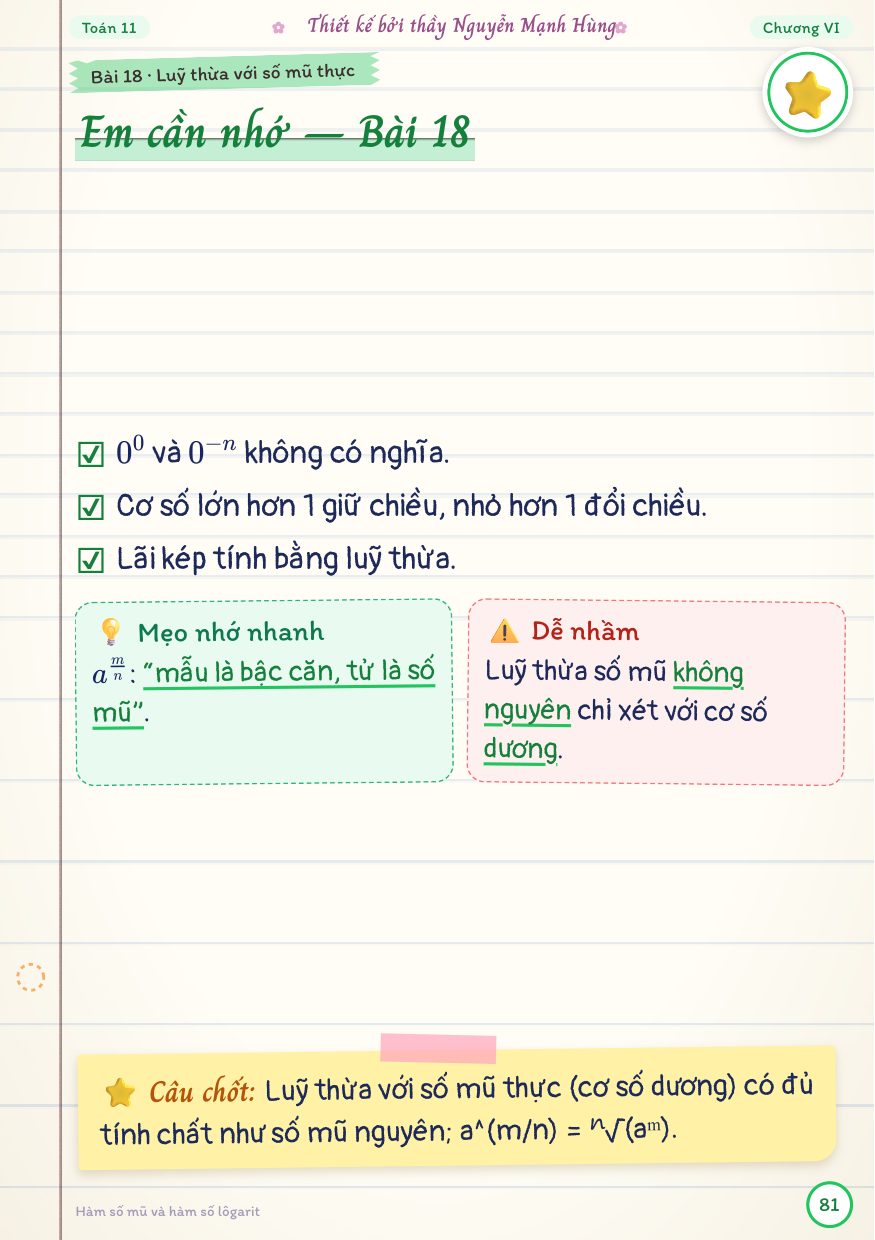 Toán 11
Thiết kế bởi thầy Nguyễn Mạnh Hùng
Chương VI
Bài 18 · Luỹ thừa với số mũ thực
Em cần nhớ — Bài 18
☑ 0⁰ và 0⁻ⁿ không có nghĩa.
☑ Cơ số lớn hơn 1 giữ chiều, nhỏ hơn 1 đổi chiều.
☑ Lãi kép tính bằng luỹ thừa.
💡 Mẹo nhớ nhanh
a^(m/n): “mẫu là bậc căn, tử là số
mũ”.
⚠️ Dễ nhầm
Luỹ thừa số mũ không
nguyên chỉ xét với cơ số
dương.
⭐ Câu chốt: Luỹ thừa với số mũ thực (cơ số dương) có đủ
tính chất như số mũ nguyên; a^(m/n) = ⁿ√(aᵐ).
Hàm số mũ và hàm số lôgarit
81